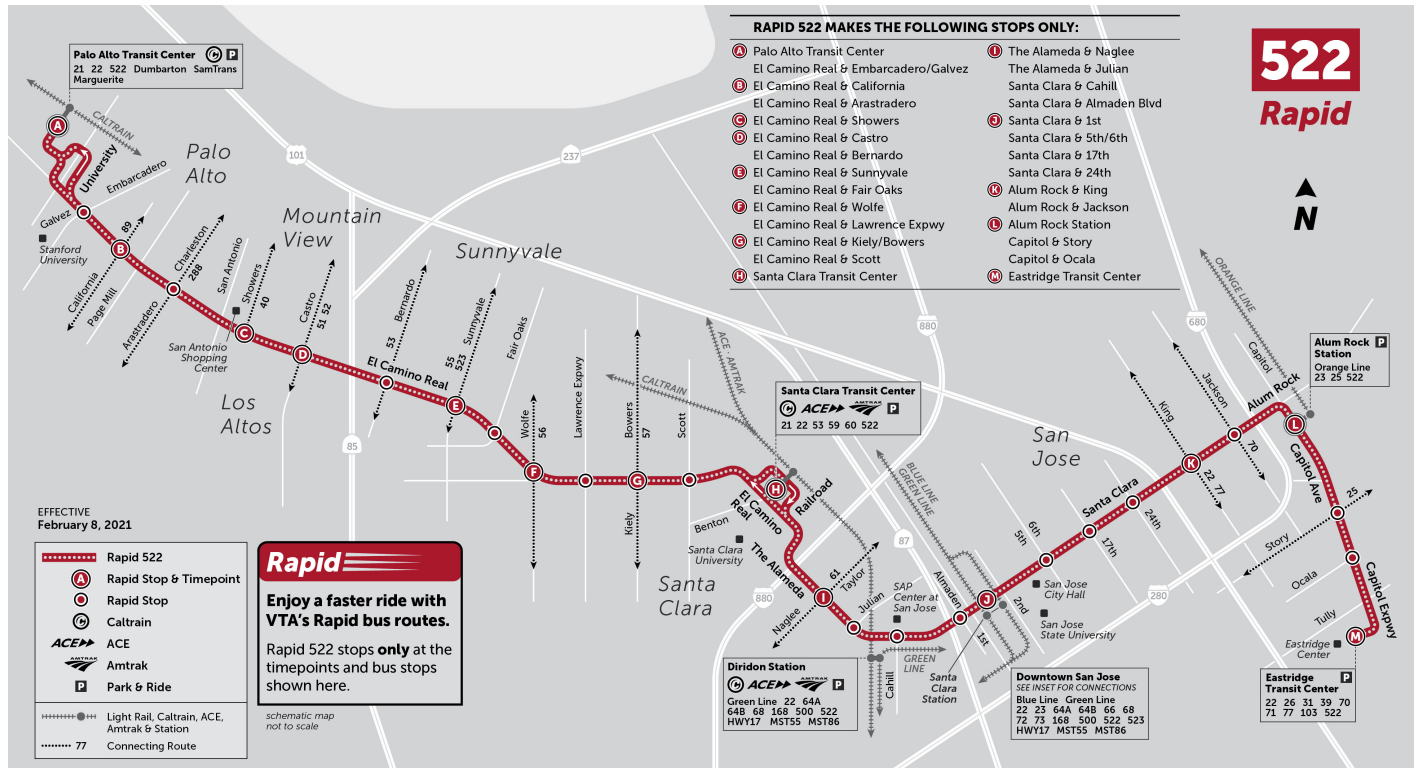 Palo Alto Transit Center
P
21 22 522 Dumbarton SamTrans
Marguerite
RAPID 522 MAKES THE FOLLOWING STOPS ONLY:
A Palo Alto Transit Center
El Camino Real & Embarcadero/Galvez
B El Camino Real & California
El Camino Real & Arastradero
C El Camino Real & Showers
D El Camino Real & Castro
El Camino Real & Bernardo
E El Camino Real & Sunnyvale
El Camino Real & Fair Oaks
F El Camino Real & Wolfe
El Camino Real & Lawrence Expwy
G El Camino Real & Kiely/Bowers
El Camino Real & Scott
H Santa Clara Transit Center
I The Alameda & Naglee
The Alameda & Julian
Santa Clara & Cahill
Santa Clara & Almaden Blvd
J Santa Clara & 1st
Santa Clara & 5th/6th
Santa Clara & 17th
Santa Clara & 24th
K Alum Rock & King
Alum Rock & Jackson
L Alum Rock Station
Capitol & Story
Capitol & Ocala
M Eastridge Transit Center
522
Rapid
N
CALTRAIN
A
University
Embarcadero
Palo
Alto
101
237
Galvez
Stanford
University
B
89
California
Page Mill
Charleston
288
Arastradero
San Antonio
Showers
40
San Antonio
Shopping
Center
C
Mountain
View
Castro
51 52
D
Los
Altos
85
Bernardo
53
El Camino Real
Sunnyvale
Sunnyvale
55
523
E
Fair Oaks
Wolfe
56
F
Lawrence Expwy
Bowers
57
G
Kiely
Scott
CALTRAIN
ACE - AMTRAK
880
Santa Clara Transit Center
ACE AMTRAK P
21 22 53 59 60 522
H
El Camino
Real
Railroad
Benton
Santa Clara
University
The Alameda
Santa
Clara
880
I
61
Taylor
Naglee
Julian
87
BLUE LINE
GREEN LINE
SAP
Center at
San Jose
Almaden
J
GREEN
LINE
Cahill
Santa
Clara
Station
1st
2nd
5th
6th
San Jose
City Hall
San Jose
State University
17th
24th
Santa Clara
San
Jose
280
King
22
77
K
Jackson
70
680
Capitol
ORANGE LINE
Alum Rock
L
Alum Rock
Station
P
Orange Line
23 25 522
Capitol Ave
25
Story
Ocala
Tully
Capitol Expwy
Eastridge
Center
M
Eastridge
Transit Center
P
22 26 31 39 70
71 77 103 522
Diridon Station
ACE AMTRAK P
Green Line 22 64A
64B 68 168 500 522
HWY17 MST55 MST86
Downtown San Jose
SEE INSET FOR CONNECTIONS
Blue Line Green Line
22 23 64A 64B 66 68
72 73 168 500 522 523
HWY17 MST55 MST86
EFFECTIVE
February 8, 2021
Rapid 522
A Rapid Stop & Timepoint
Rapid Stop
C Caltrain
ACE ACE
AMTRAK Amtrak
P Park & Ride
Light Rail, Caltrain, ACE,
Amtrak & Station
77 Connecting Route
Rapid
Enjoy a faster ride with
VTA's Rapid bus routes.
Rapid 522 stops only at the
timepoints and bus stops
shown here.
schematic map
not to scale